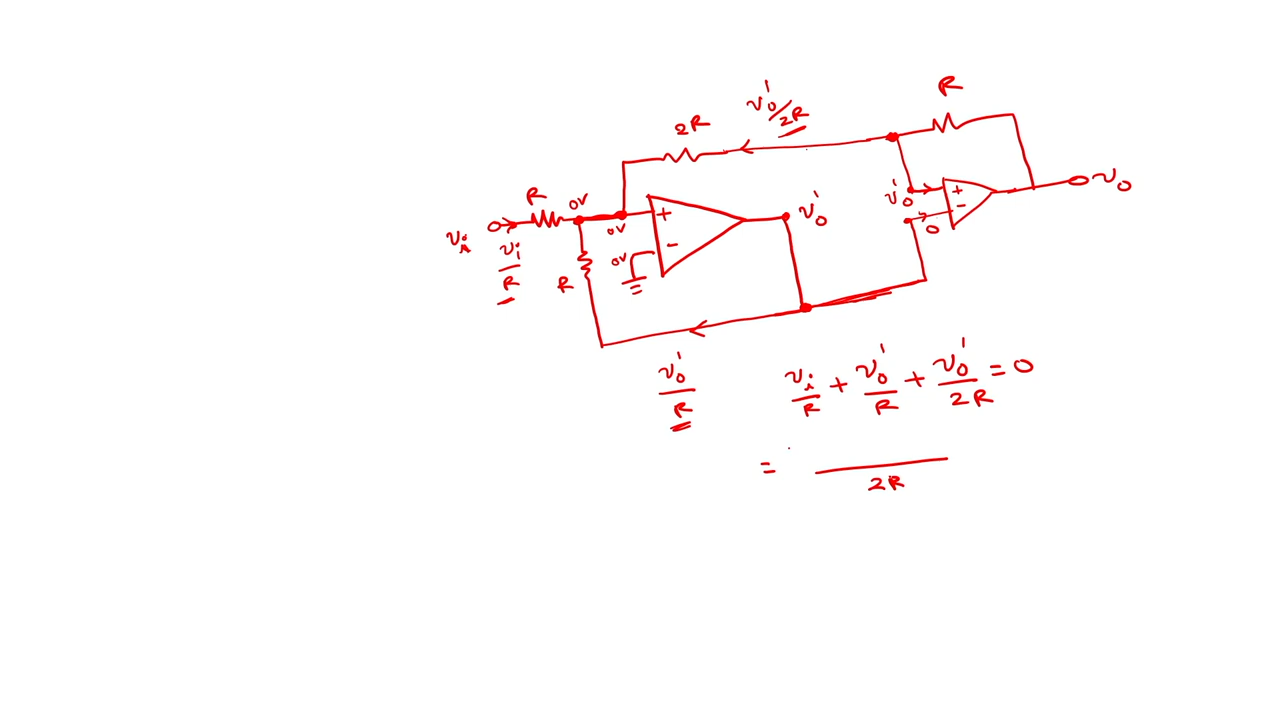 R
v₀'/2R
2R
R
0V
v₀'
+
-
v₀
vᵢ
vᵢ/R
0V
+
-
0V
v₀'
0
R
v₀'/R
vᵢ/R + v₀'/R + v₀'/2R = 0
= ―/2R